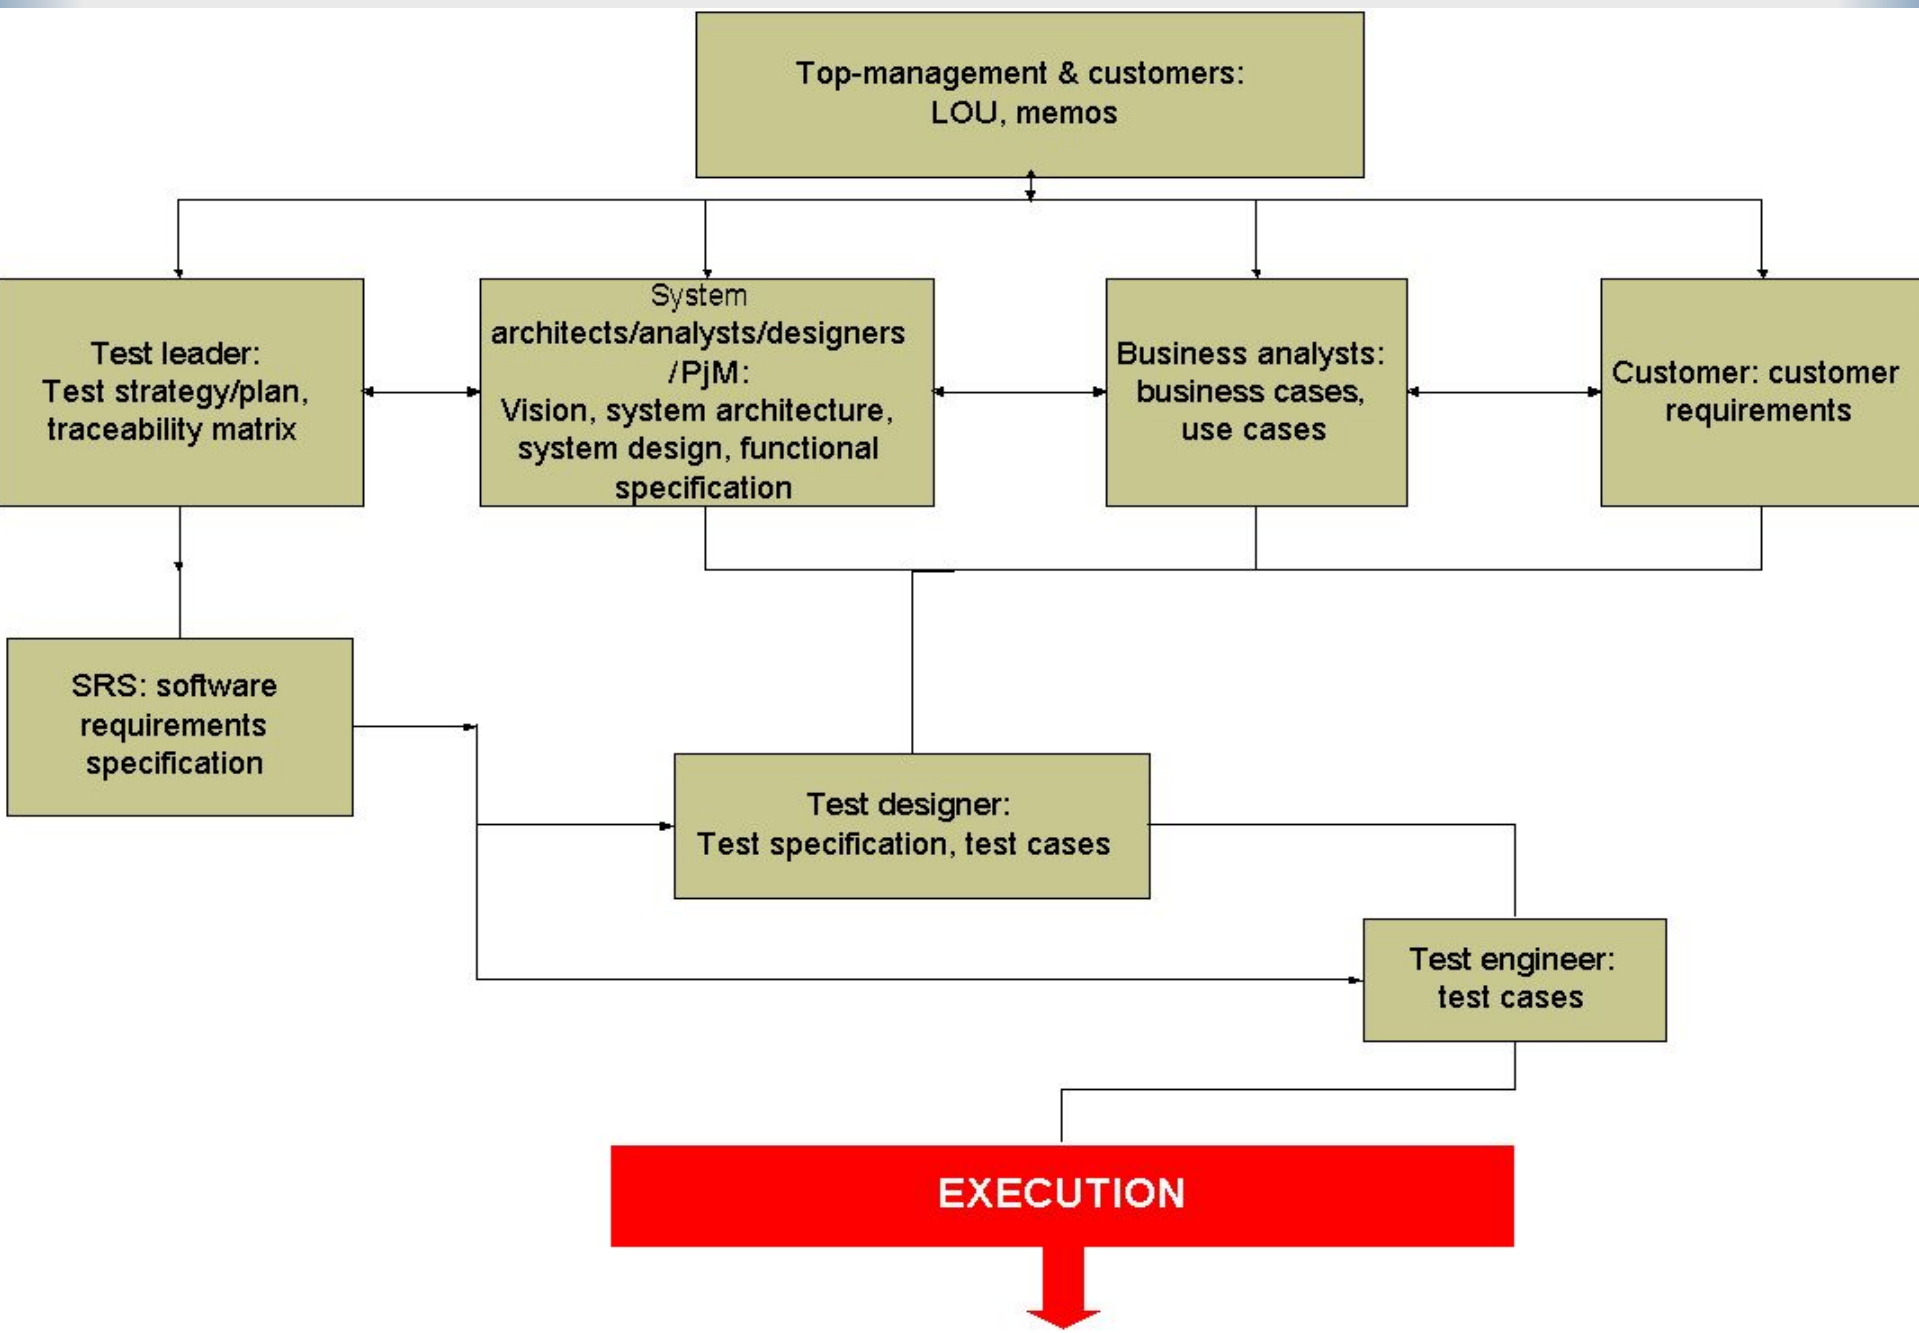 Top-management & customers:
LOU, memos
Test leader:
Test strategy/plan,
traceability matrix
System
architects/analysts/designers
/PjM:
Vision, system architecture,
system design, functional
specification
Business analysts:
business cases,
use cases
Customer: customer
requirements
SRS: software
requirements
specification
Test designer:
Test specification, test cases
Test engineer:
test cases
EXECUTION